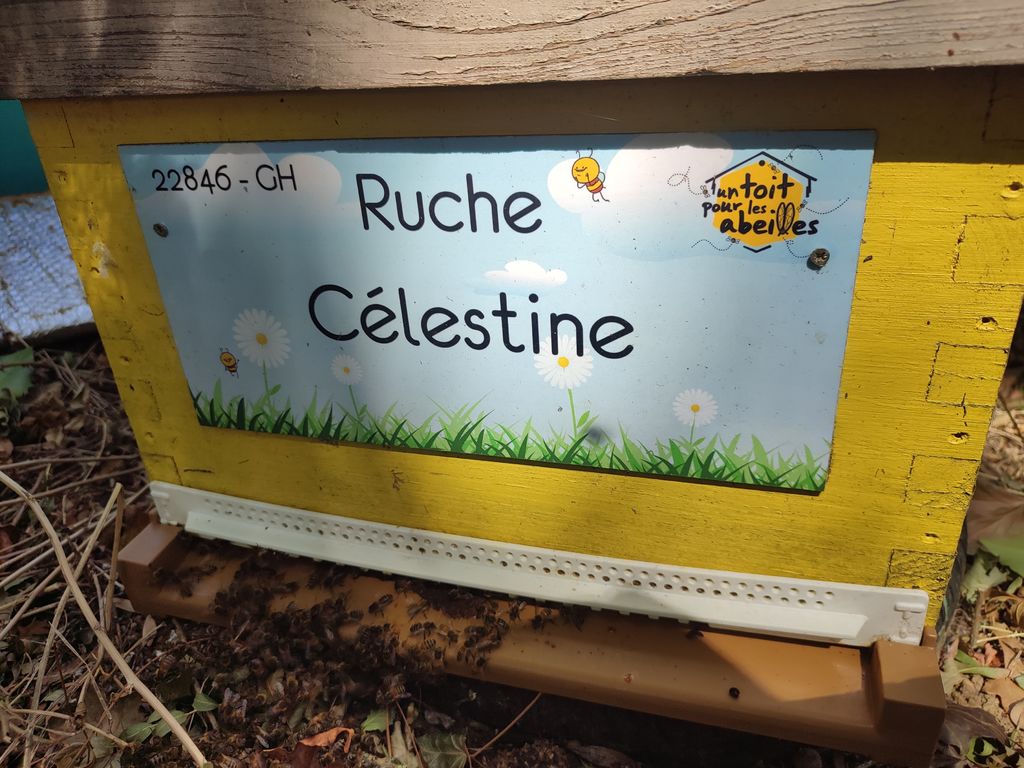 22846 - GH
Ruche
Célestine
un toit
pour les
abeilles